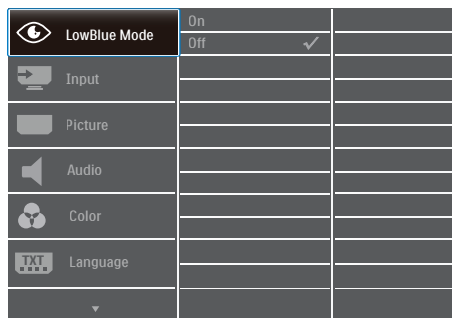 LowBlue Mode
On
Off
Input
Picture
Audio
Color
TXT
Language